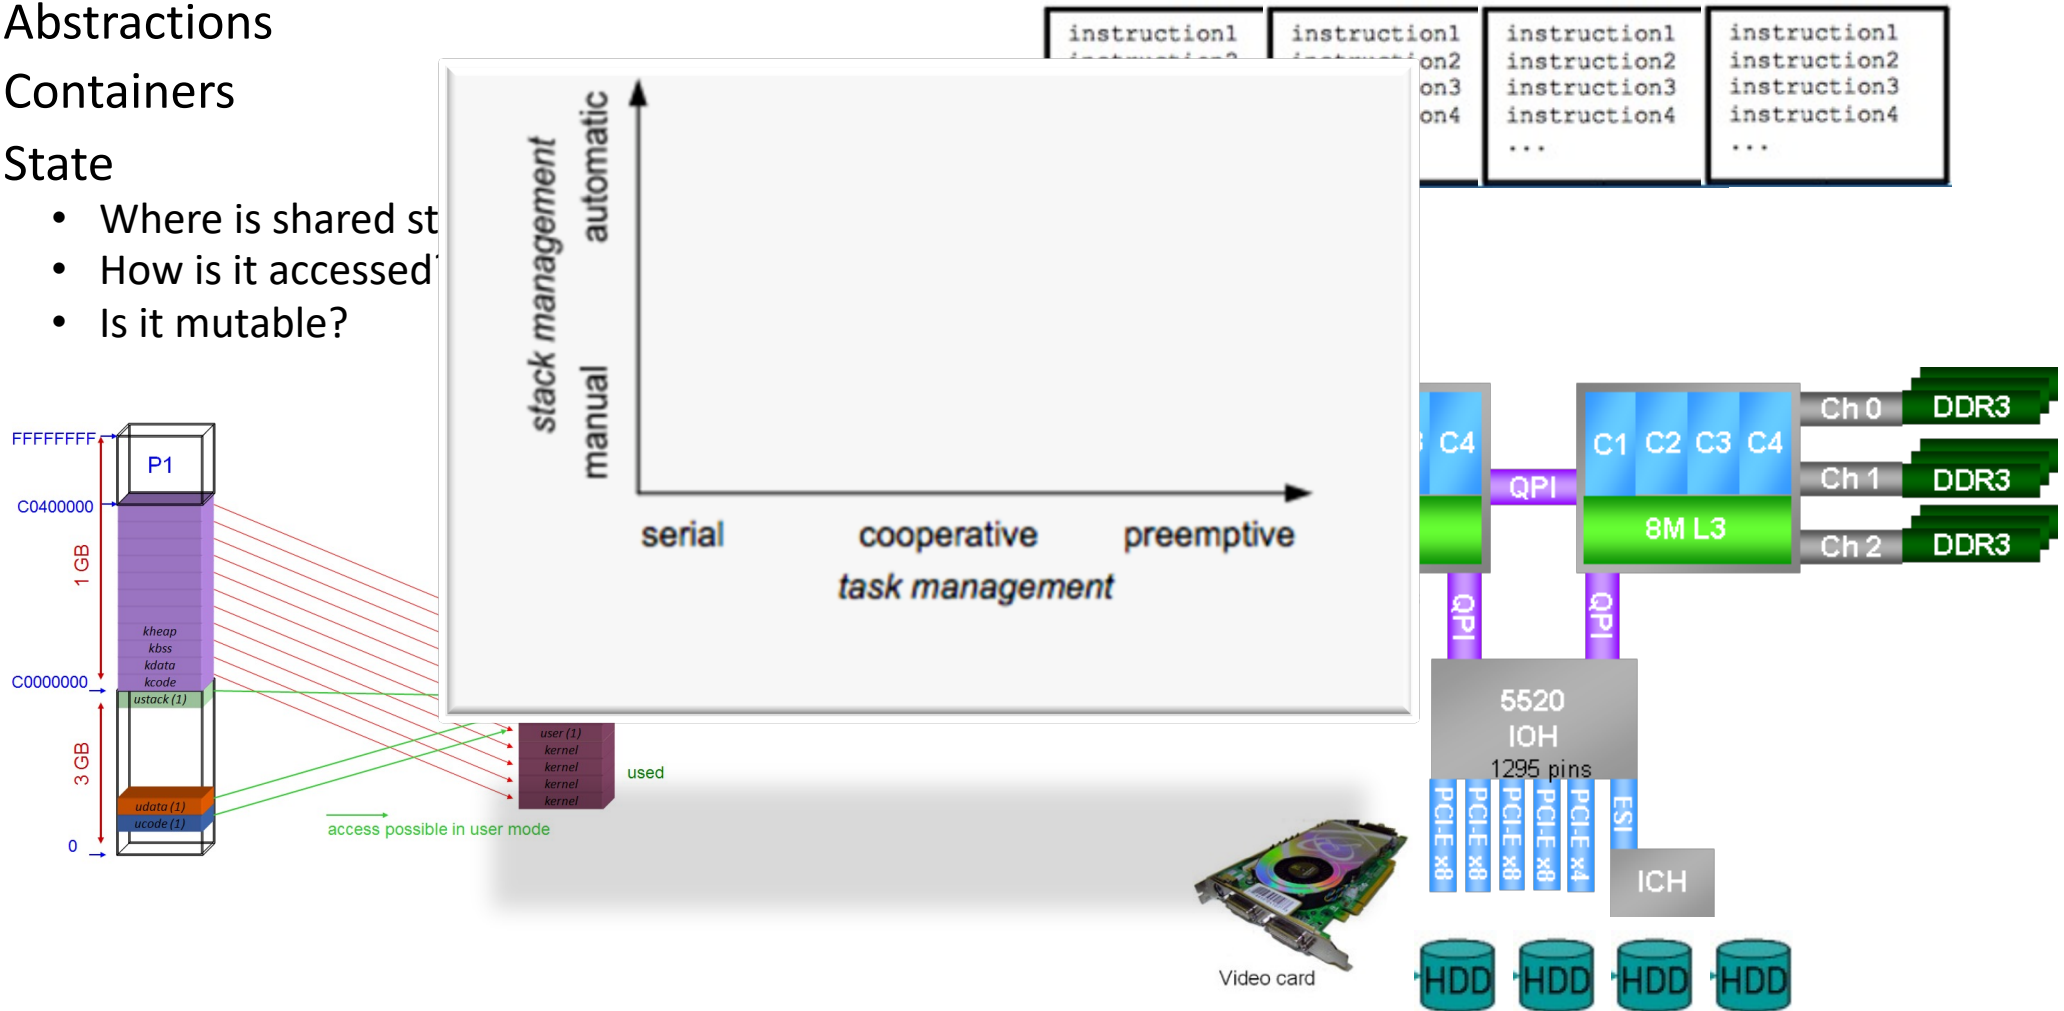 Abstractions
Containers
State
• Where is shared st
• How is it accessed
• Is it mutable?
instruction1
instruction1
on2
on3
on4
instruction1
instruction2
instruction3
instruction4
...
instruction1
instruction2
instruction3
instruction4
...
stack management
automatic
manual
serial
cooperative
preemptive
task management
FFFFFFFF
P1
C0400000
1 GB
kheap
kbss
kdata
kcode
C0000000
ustack (1)
3 GB
udata (1)
ucode (1)
0
user (1)
kernel
kernel
kernel
kernel
used
access possible in user mode
C4
QPI
C1 C2 C3 C4
8M L3
Ch 0
DDR3
Ch 1
DDR3
Ch 2
DDR3
QPI
QPI
5520
IOH
1295 pins
PCI-E x8
PCI-E x8
PCI-E x8
PCI-E x8
PCI-E x4
ESI
ICH
Video card
HDD
HDD
HDD
HDD